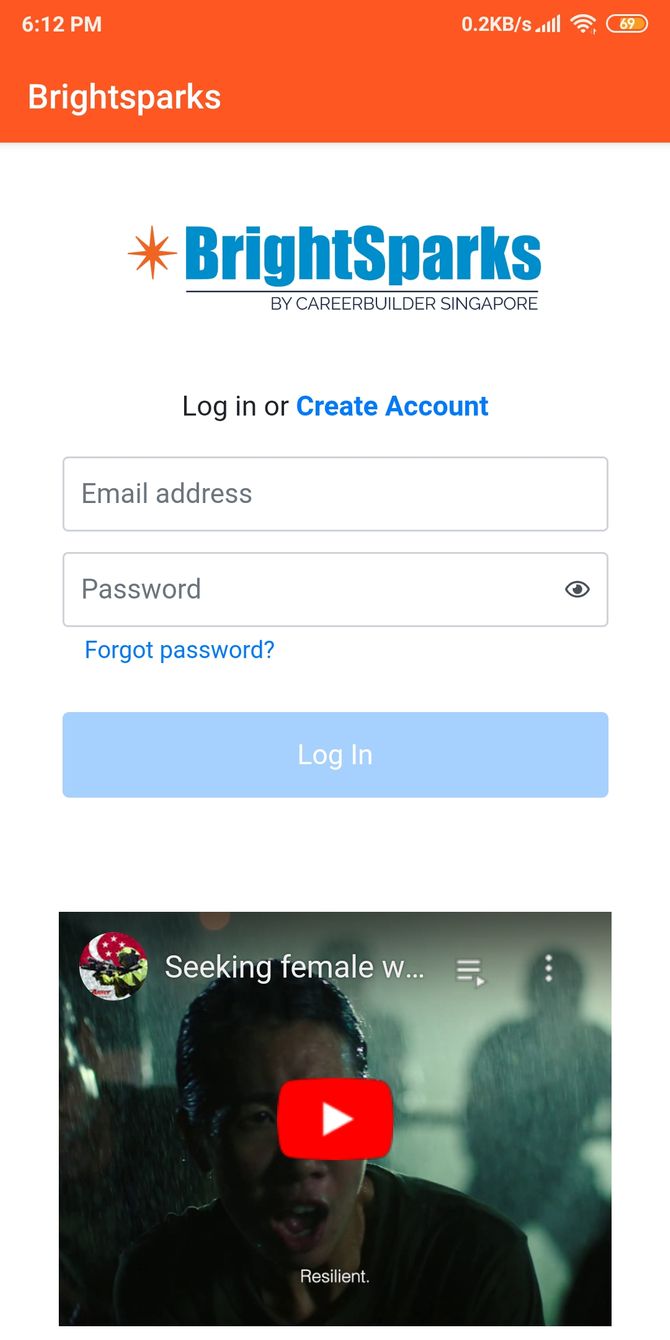 6:12 PM 0.2KB/s 69
Brightsparks
BrightSparks
BY CAREERBUILDER SINGAPORE
Log in or Create Account
Email address
Password
Forgot password?
Log In
Seeking female w...
Resilient.